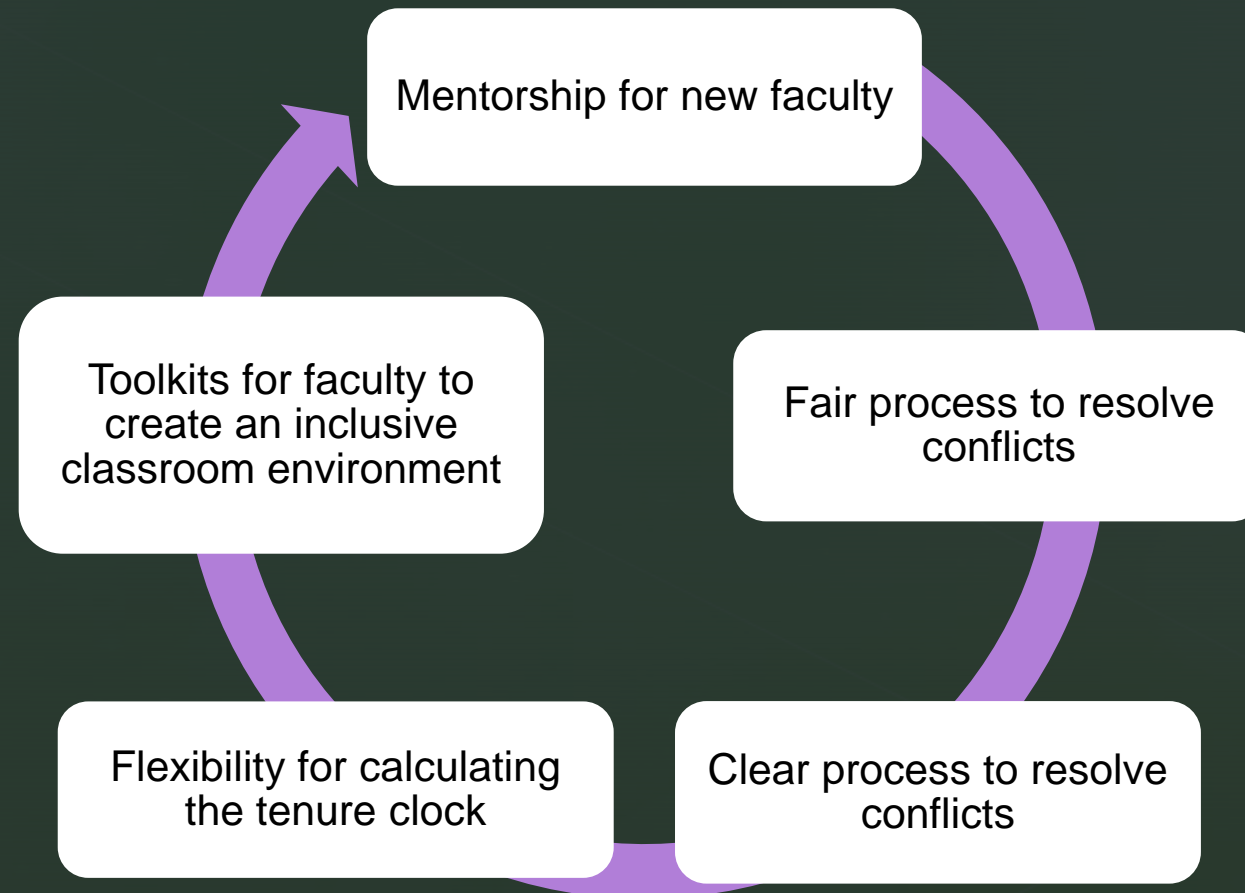 Mentorship for new faculty
Fair process to resolve
conflicts
Clear process to resolve
conflicts
Flexibility for calculating
the tenure clock
Toolkits for faculty to
create an inclusive
classroom environment